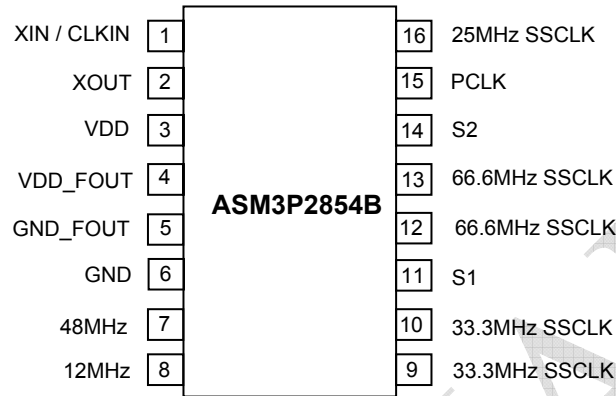 XIN / CLKIN 1 16 25MHz SSCLK
XOUT 2 15 PCLK
VDD 3 14 S2
VDD_FOUT 4 13 66.6MHz SSCLK
ASM3P2854B
GND_FOUT 5 12 66.6MHz SSCLK
GND 6 11 S1
48MHz 7 10 33.3MHz SSCLK
12MHz 8 9 33.3MHz SSCLK